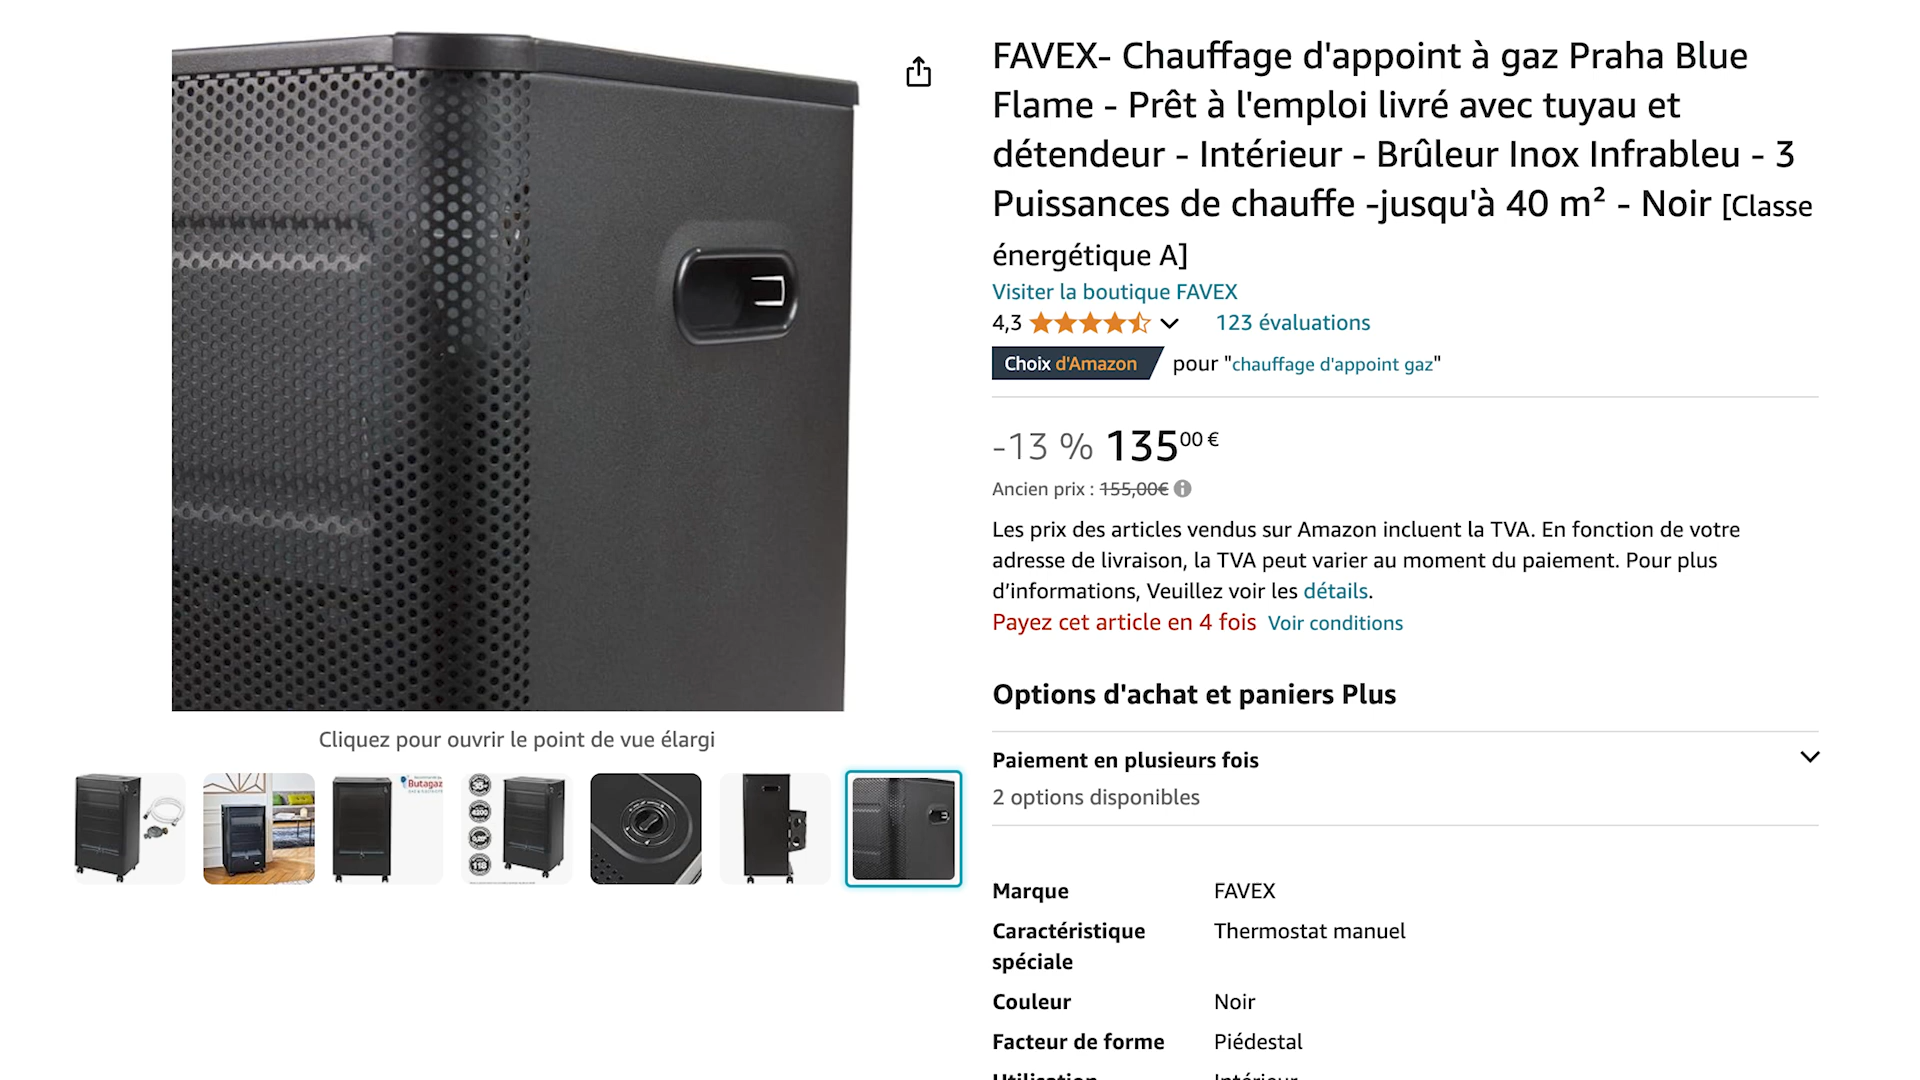 FAVEX- Chauffage d'appoint à gaz Praha Blue
Flame - Prêt à l'emploi livré avec tuyau et
détendeur - Intérieur - Brûleur Inox Infrableu - 3
Puissances de chauffe -jusqu'à 40 m² - Noir [Classe
énergétique A]
Visiter la boutique FAVEX
4,3 123 évaluations
Choix d'Amazon pour "chauffage d'appoint gaz"
-13 % 135,00 €
Ancien prix : 155,00€
Les prix des articles vendus sur Amazon incluent la TVA. En fonction de votre
adresse de livraison, la TVA peut varier au moment du paiement. Pour plus
d’informations, Veuillez voir les détails.
Payez cet article en 4 fois Voir conditions
Options d'achat et paniers Plus
Paiement en plusieurs fois
2 options disponibles
Marque FAVEX
Caractéristique Thermostat manuel
spéciale
Couleur Noir
Facteur de forme Piédestal
Utilisation Intérieur
Cliquez pour ouvrir le point de vue élargi
Butagaz
4200
118